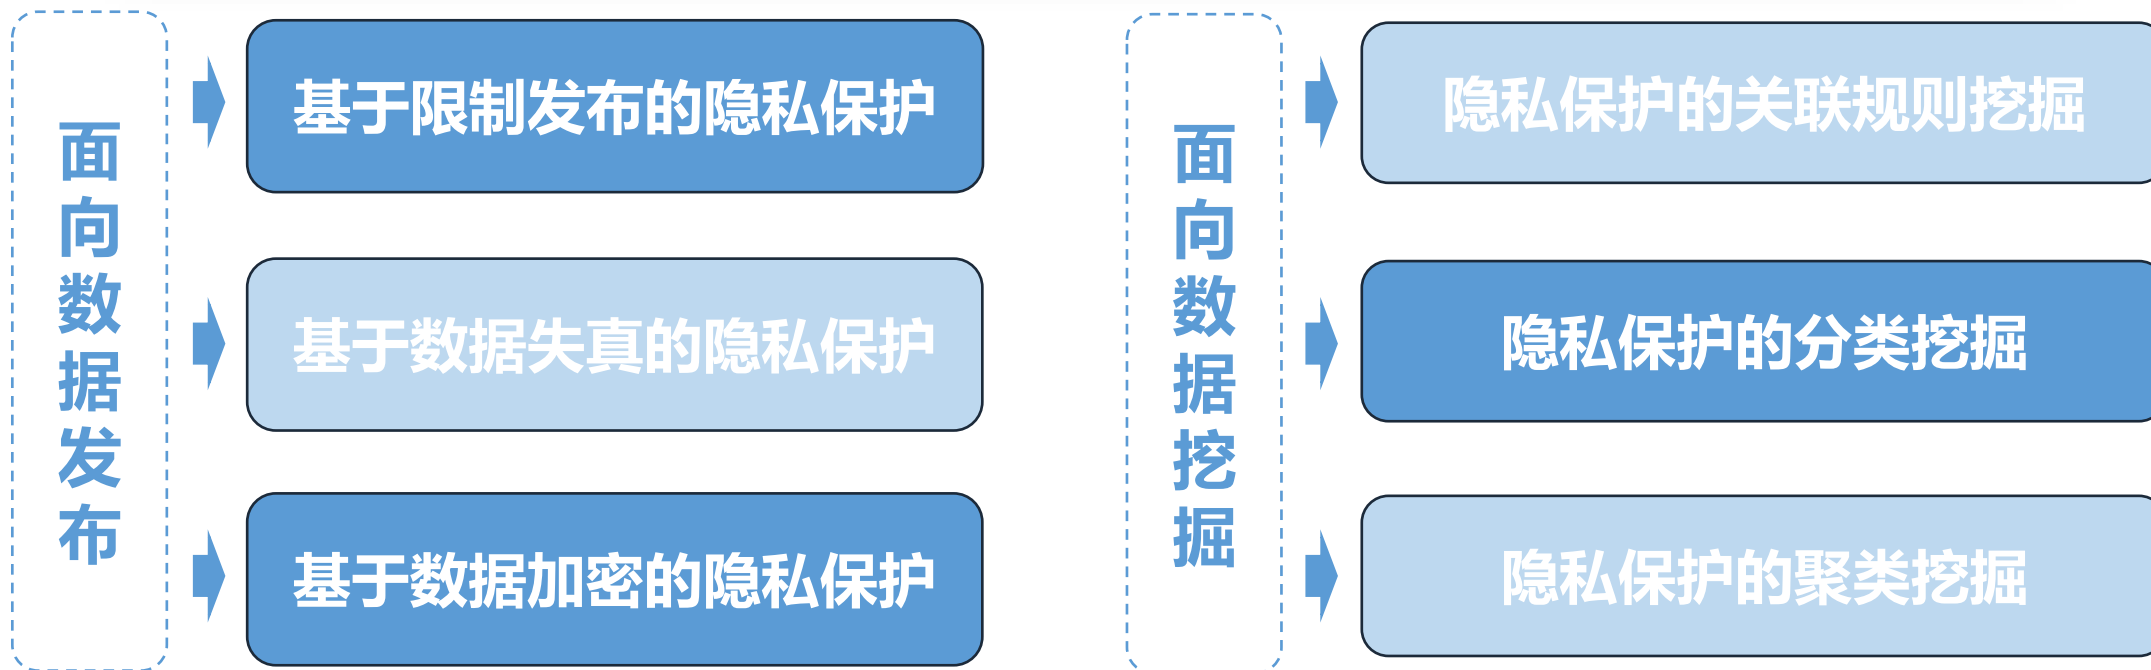 面向数据发布
基于限制发布的隐私保护
基于数据失真的隐私保护
基于数据加密的隐私保护
面向数据挖掘
隐私保护的关联规则挖掘
隐私保护的分类挖掘
隐私保护的聚类挖掘